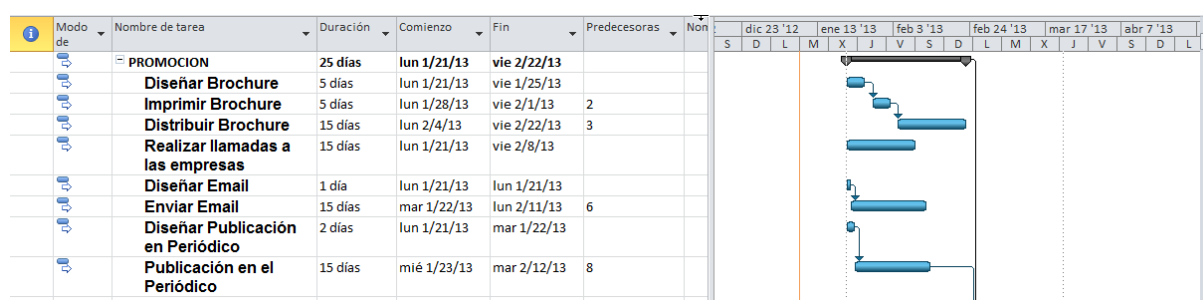 Modo de Nombre de tarea Duración Comienzo Fin Predecesoras Nom
dic 23 '12 ene 13 '13 feb 3 '13 feb 24 '13 mar 17 '13 abr 7 '13
S D L M X J V S D L M X J V S D L
PROMOCION 25 días lun 1/21/13 vie 2/22/13
Diseñar Brochure 5 días lun 1/21/13 vie 1/25/13
Imprimir Brochure 5 días lun 1/28/13 vie 2/1/13 2
Distribuir Brochure 15 días lun 2/4/13 vie 2/22/13 3
Realizar llamadas a 15 días lun 1/21/13 vie 2/8/13
las empresas
Diseñar Email 1 día lun 1/21/13 lun 1/21/13
Enviar Email 15 días mar 1/22/13 lun 2/11/13 6
Diseñar Publicación 2 días lun 1/21/13 mar 1/22/13
en Periódico
Publicación en el 15 días mié 1/23/13 mar 2/12/13 8
Periódico